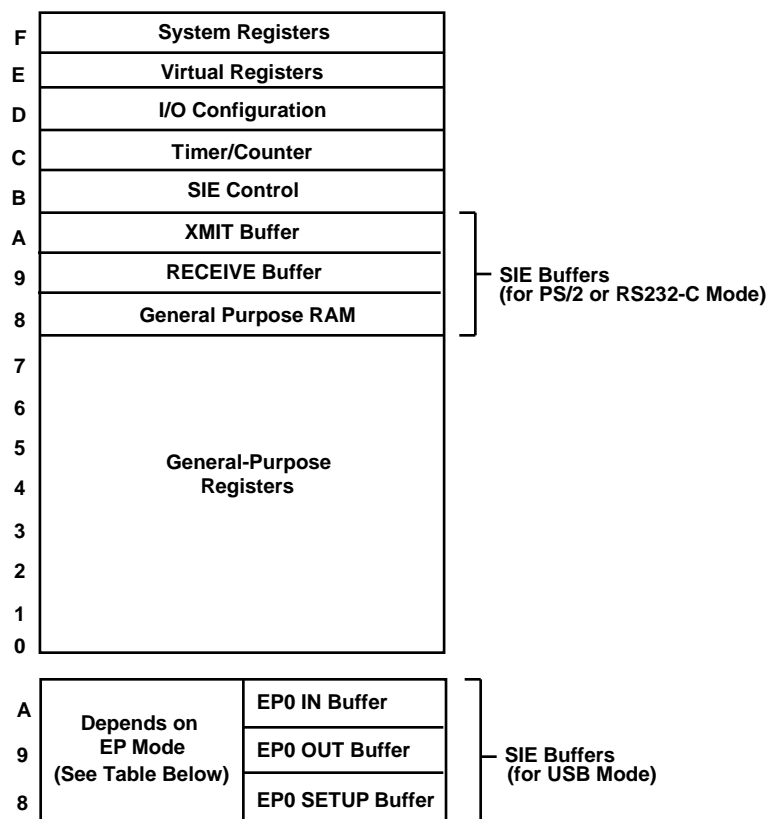 F System Registers
E Virtual Registers
D I/O Configuration
C Timer/Counter
B SIE Control
A XMIT Buffer
9 RECEIVE Buffer
8 General Purpose RAM
SIE Buffers
(for PS/2 or RS232-C Mode)
7
6
5
4
3
2
1
0
General-Purpose
Registers
A
9
8
Depends on
EP Mode
(See Table Below)
EP0 IN Buffer
EP0 OUT Buffer
EP0 SETUP Buffer
SIE Buffers
(for USB Mode)